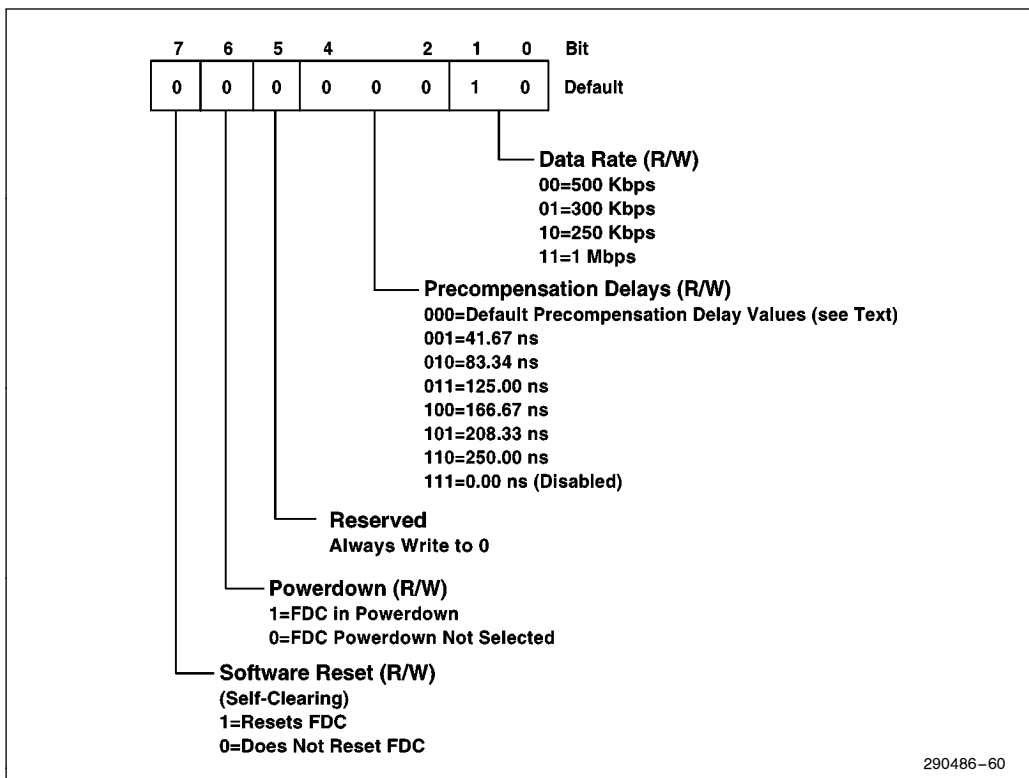 7 6 5 4 2 1 0 Bit
0 0 0 0 0 0 1 0 Default
Data Rate (R/W)
00=500 Kbps
01=300 Kbps
10=250 Kbps
11=1 Mbps
Precompensation Delays (R/W)
000=Default Precompensation Delay Values (see Text)
001=41.67 ns
010=83.34 ns
011=125.00 ns
100=166.67 ns
101=208.33 ns
110=250.00 ns
111=0.00 ns (Disabled)
Reserved
Always Write to 0
Powerdown (R/W)
1=FDC in Powerdown
0=FDC Powerdown Not Selected
Software Reset (R/W)
(Self-Clearing)
1=Resets FDC
0=Does Not Reset FDC
290486–60